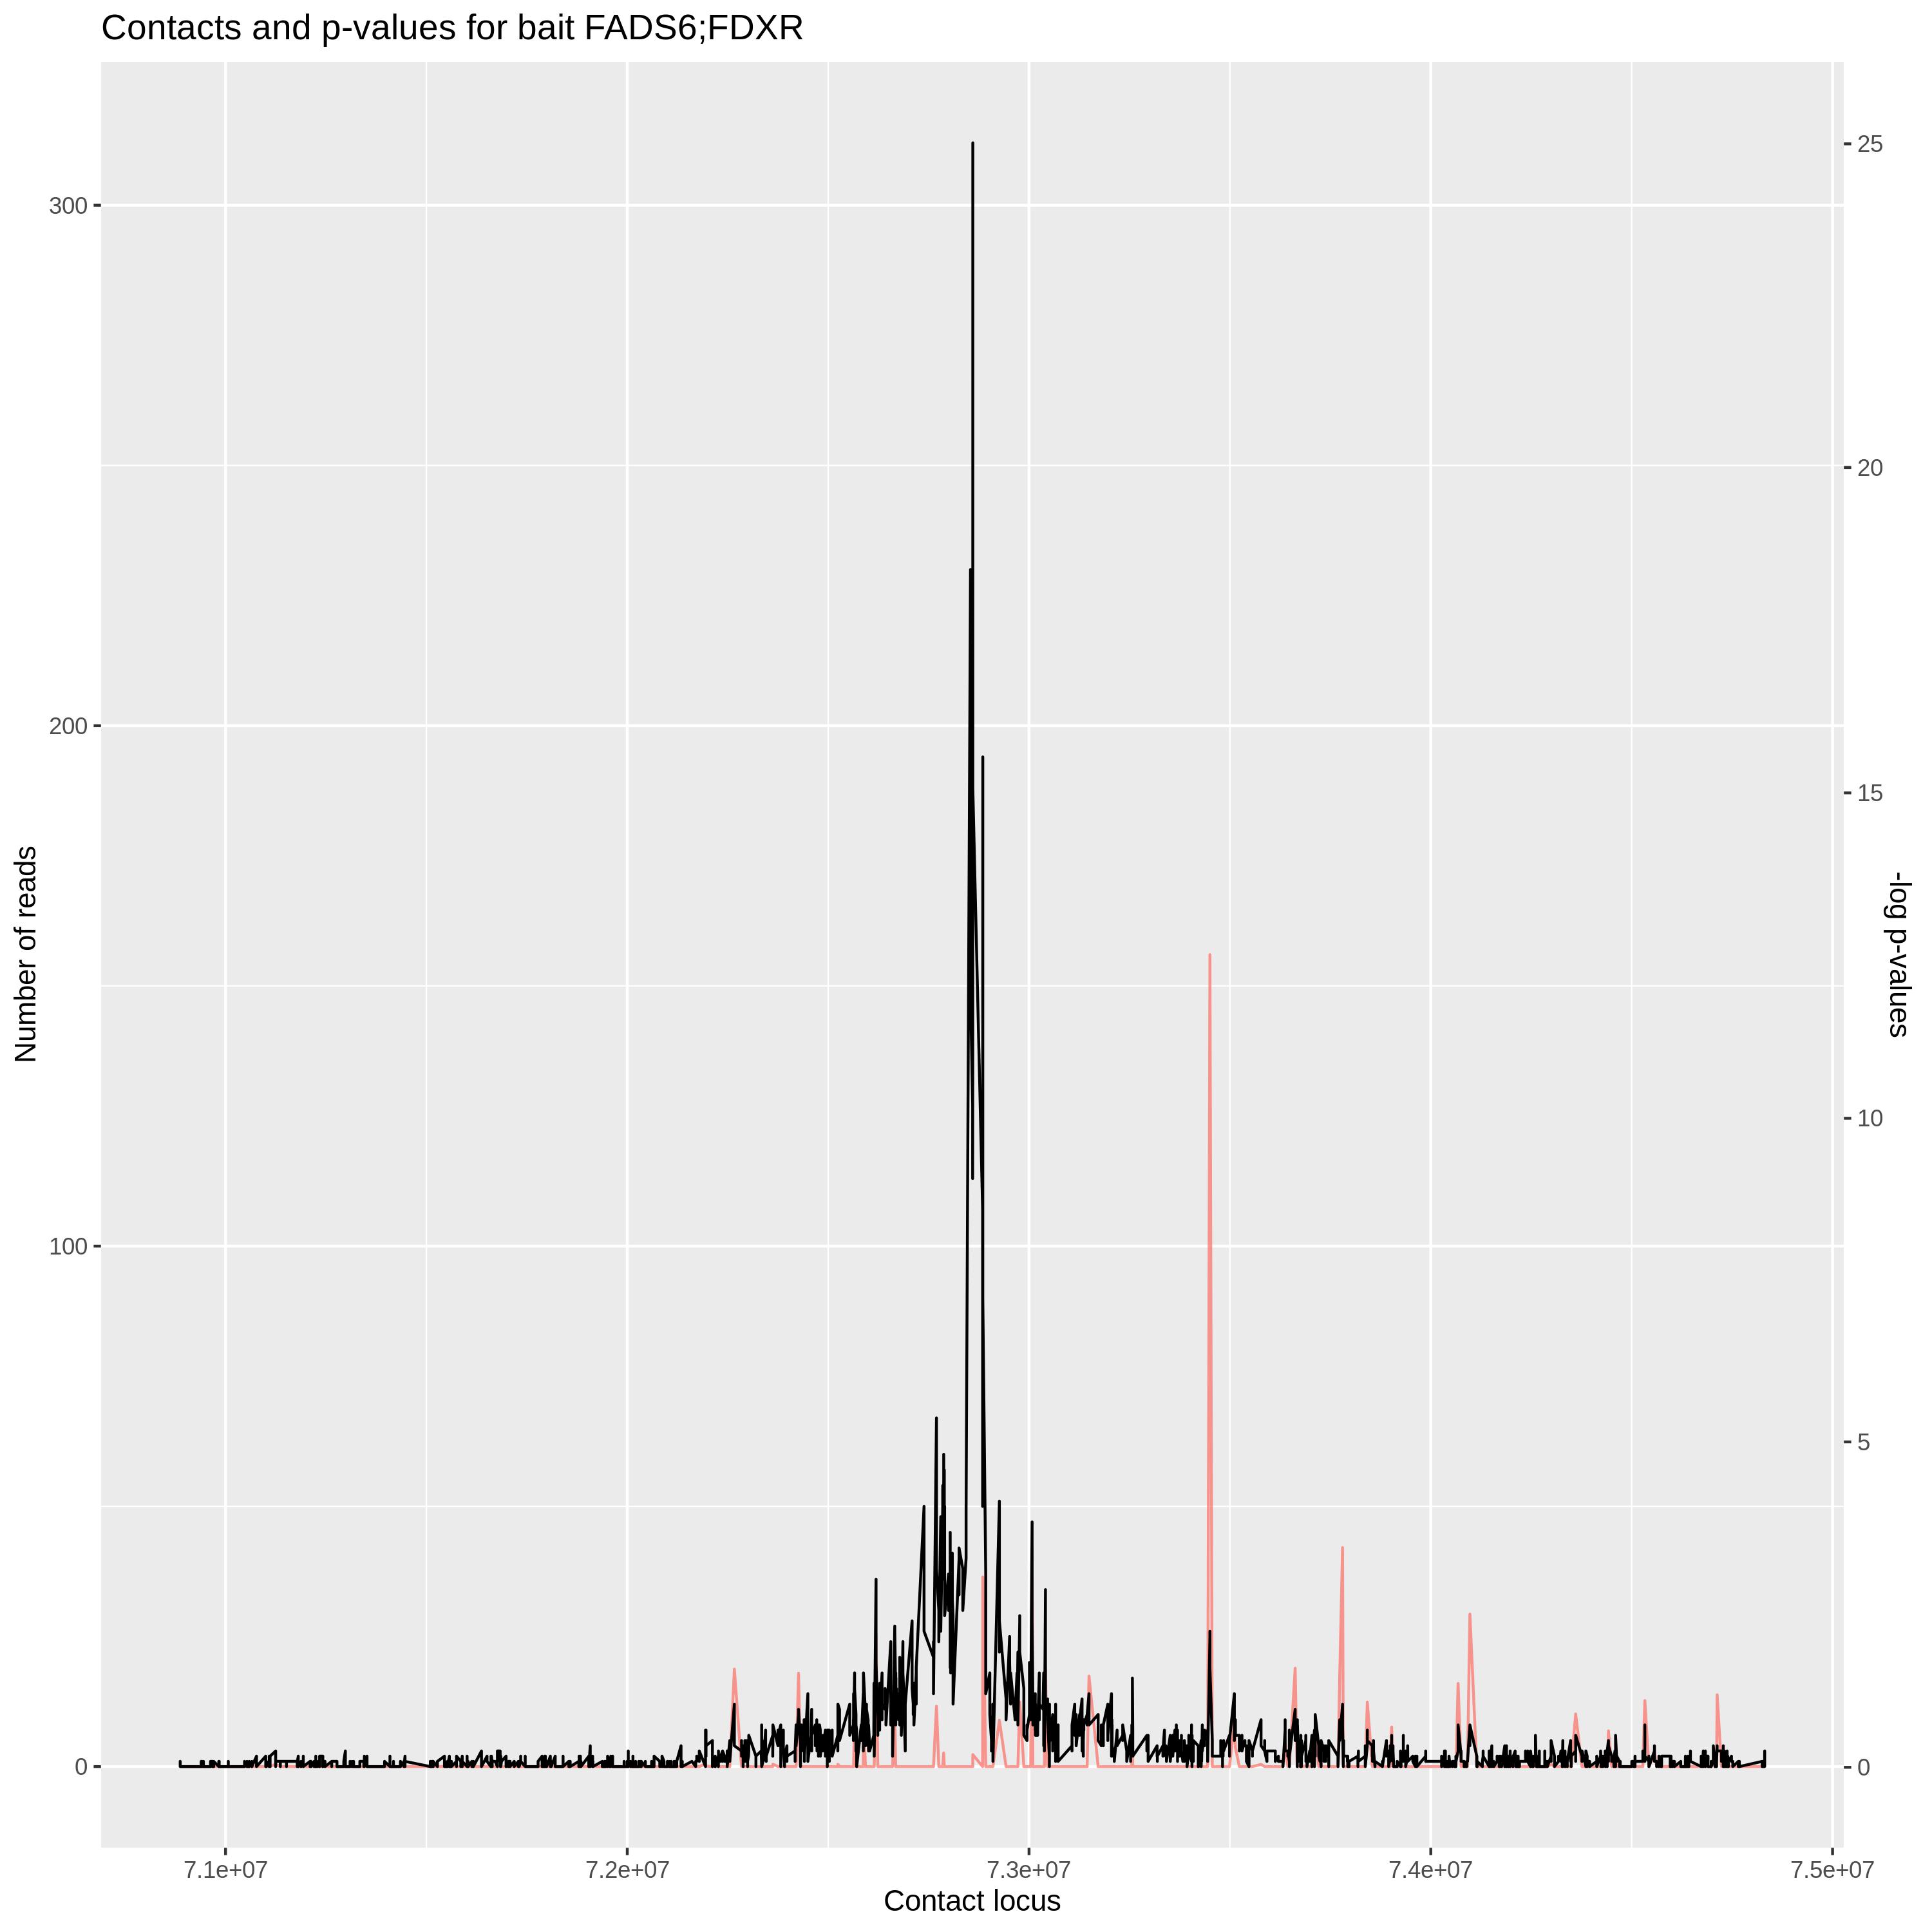 Contacts and p-values for bait FADS6;FDXR
300
200
100
0
Number of reads
25
20
15
10
5
0
-log p-values
7.1e+07 7.2e+07 7.3e+07 7.4e+07 7.5e+07
Contact locus